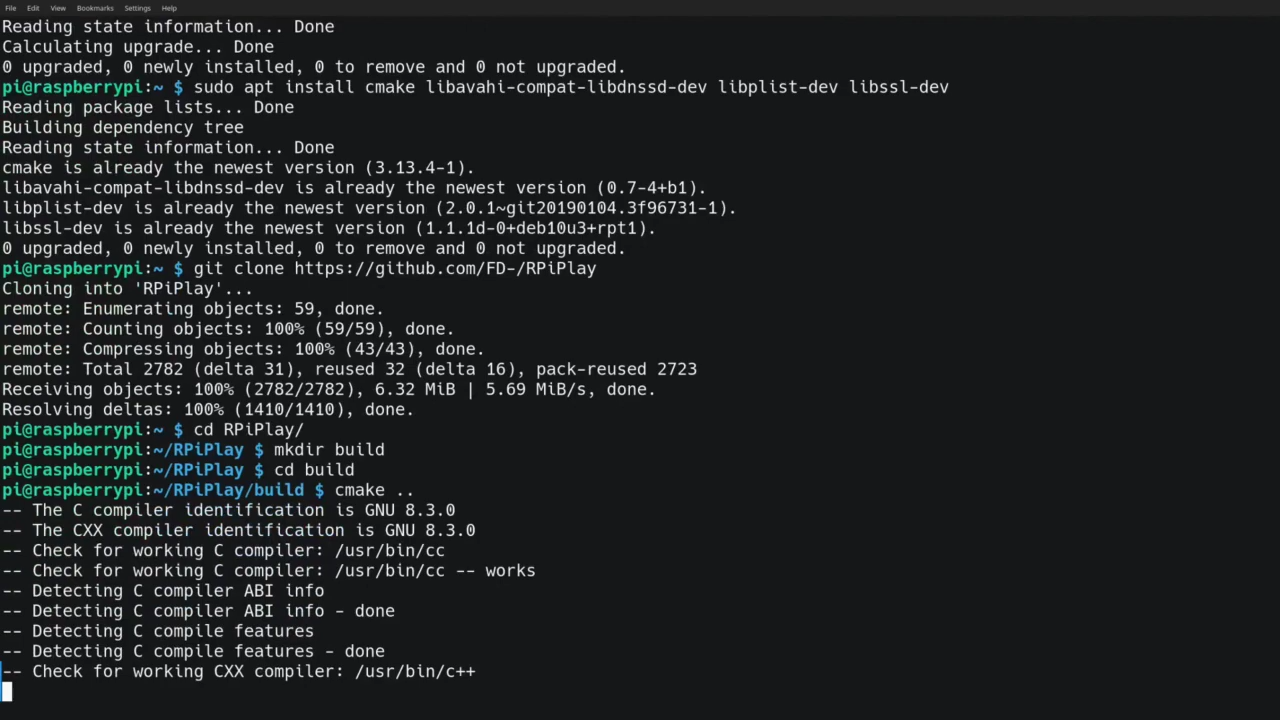 File Edit View Bookmarks Settings Help
Reading state information... Done
Calculating upgrade... Done
0 upgraded, 0 newly installed, 0 to remove and 0 not upgraded.
pi@raspberrypi:~ $ sudo apt install cmake libavahi-compat-libdnssd-dev libplist-dev libssl-dev
Reading package lists... Done
Building dependency tree
Reading state information... Done
cmake is already the newest version (3.13.4-1).
libavahi-compat-libdnssd-dev is already the newest version (0.7-4+b1).
libplist-dev is already the newest version (2.0.1~git20190104.3f96731-1).
libssl-dev is already the newest version (1.1.1d-0+deb10u3+rpt1).
0 upgraded, 0 newly installed, 0 to remove and 0 not upgraded.
pi@raspberrypi:~ $ git clone https://github.com/FD-/RPiPlay
Cloning into 'RPiPlay'...
remote: Enumerating objects: 59, done.
remote: Counting objects: 100% (59/59), done.
remote: Compressing objects: 100% (43/43), done.
remote: Total 2782 (delta 31), reused 32 (delta 16), pack-reused 2723
Receiving objects: 100% (2782/2782), 6.32 MiB | 5.69 MiB/s, done.
Resolving deltas: 100% (1410/1410), done.
pi@raspberrypi:~ $ cd RPiPlay/
pi@raspberrypi:~/RPiPlay $ mkdir build
pi@raspberrypi:~/RPiPlay $ cd build
pi@raspberrypi:~/RPiPlay/build $ cmake ..
-- The C compiler identification is GNU 8.3.0
-- The CXX compiler identification is GNU 8.3.0
-- Check for working C compiler: /usr/bin/cc
-- Check for working C compiler: /usr/bin/cc -- works
-- Detecting C compiler ABI info
-- Detecting C compiler ABI info - done
-- Detecting C compile features
-- Detecting C compile features - done
-- Check for working CXX compiler: /usr/bin/c++